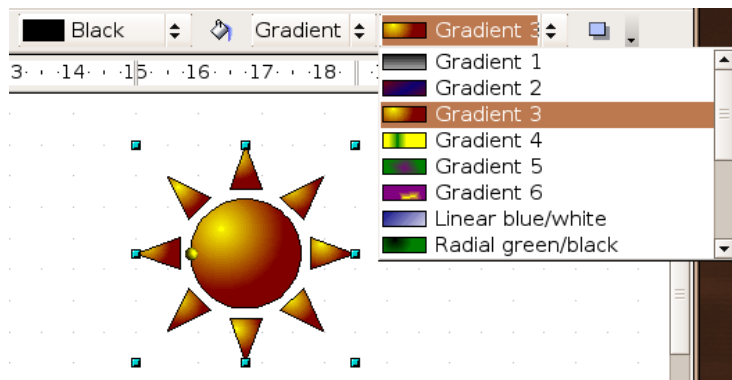 Black Gradient Gradient 3
3 14 15 16 17 18
Gradient 1
Gradient 2
Gradient 3
Gradient 4
Gradient 5
Gradient 6
Linear blue/white
Radial green/black